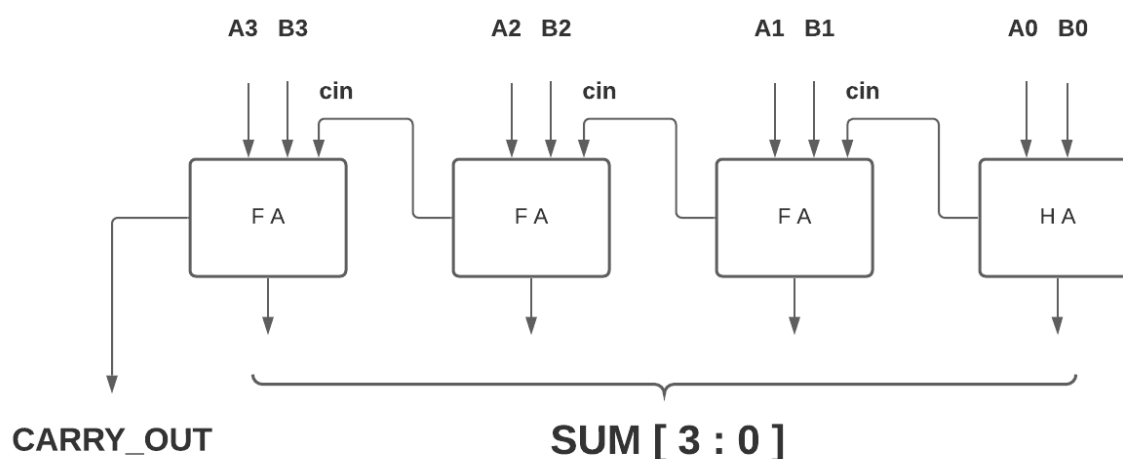 A3 B3 A2 B2 A1 B1 A0 B0
cin cin cin
F A F A F A H A
CARRY_OUT SUM [ 3 : 0 ]